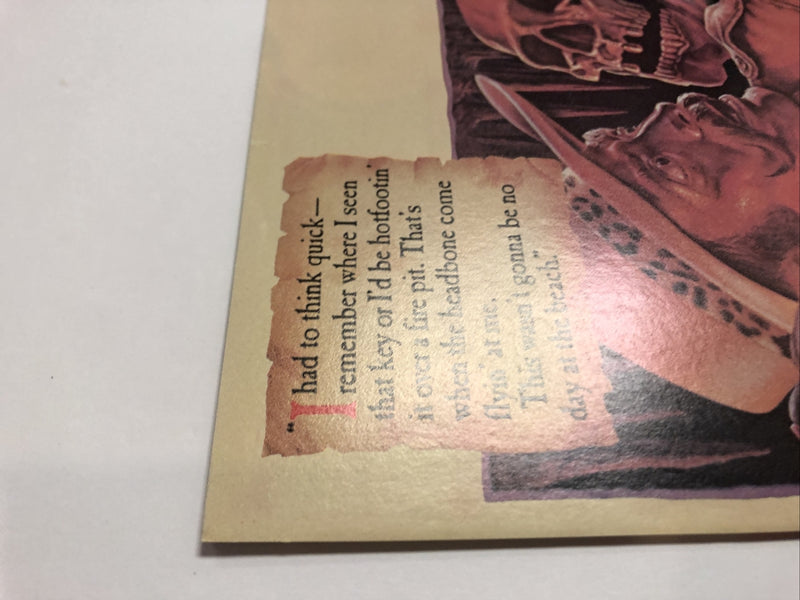 "I had to think quick—
remember where I seen
that key or I'd be hotfootin'
it over a fire pit. That's
when the headbone come
flyin' at me.
This wasn't gonna be no
day at the beach."